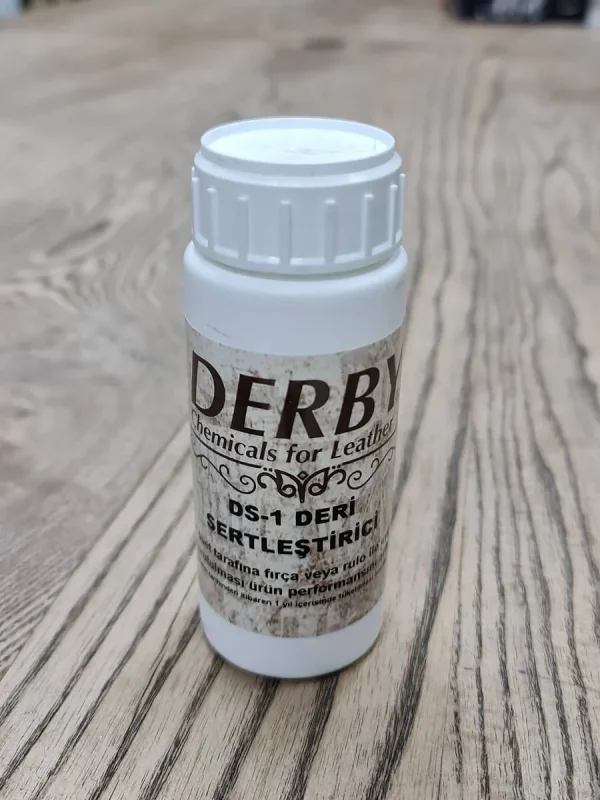 DERBY
Chemicals for Leather
DS-1 DERİ
SERTLEŞTİRİCİ
tarafına fırça veya rulo ile
ürün performansını
itibaren 1 yıl içerisinde